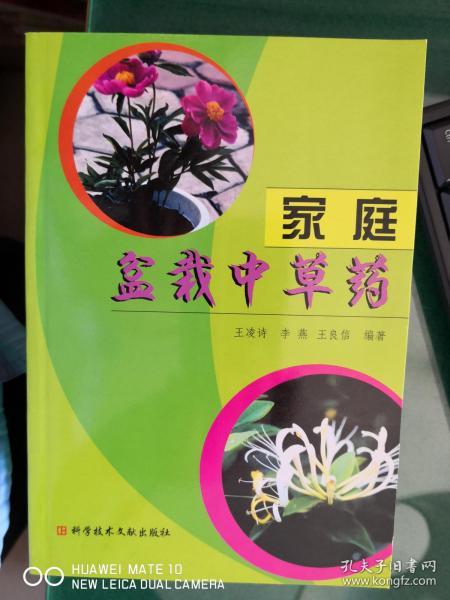 家庭
盆栽中草药
王凌诗 李燕 王良信 编著
科学技术文献出版社
HUAWEI MATE 10
NEW LEICA DUAL CAMERA
孔夫子旧书网
www.kongfz.com